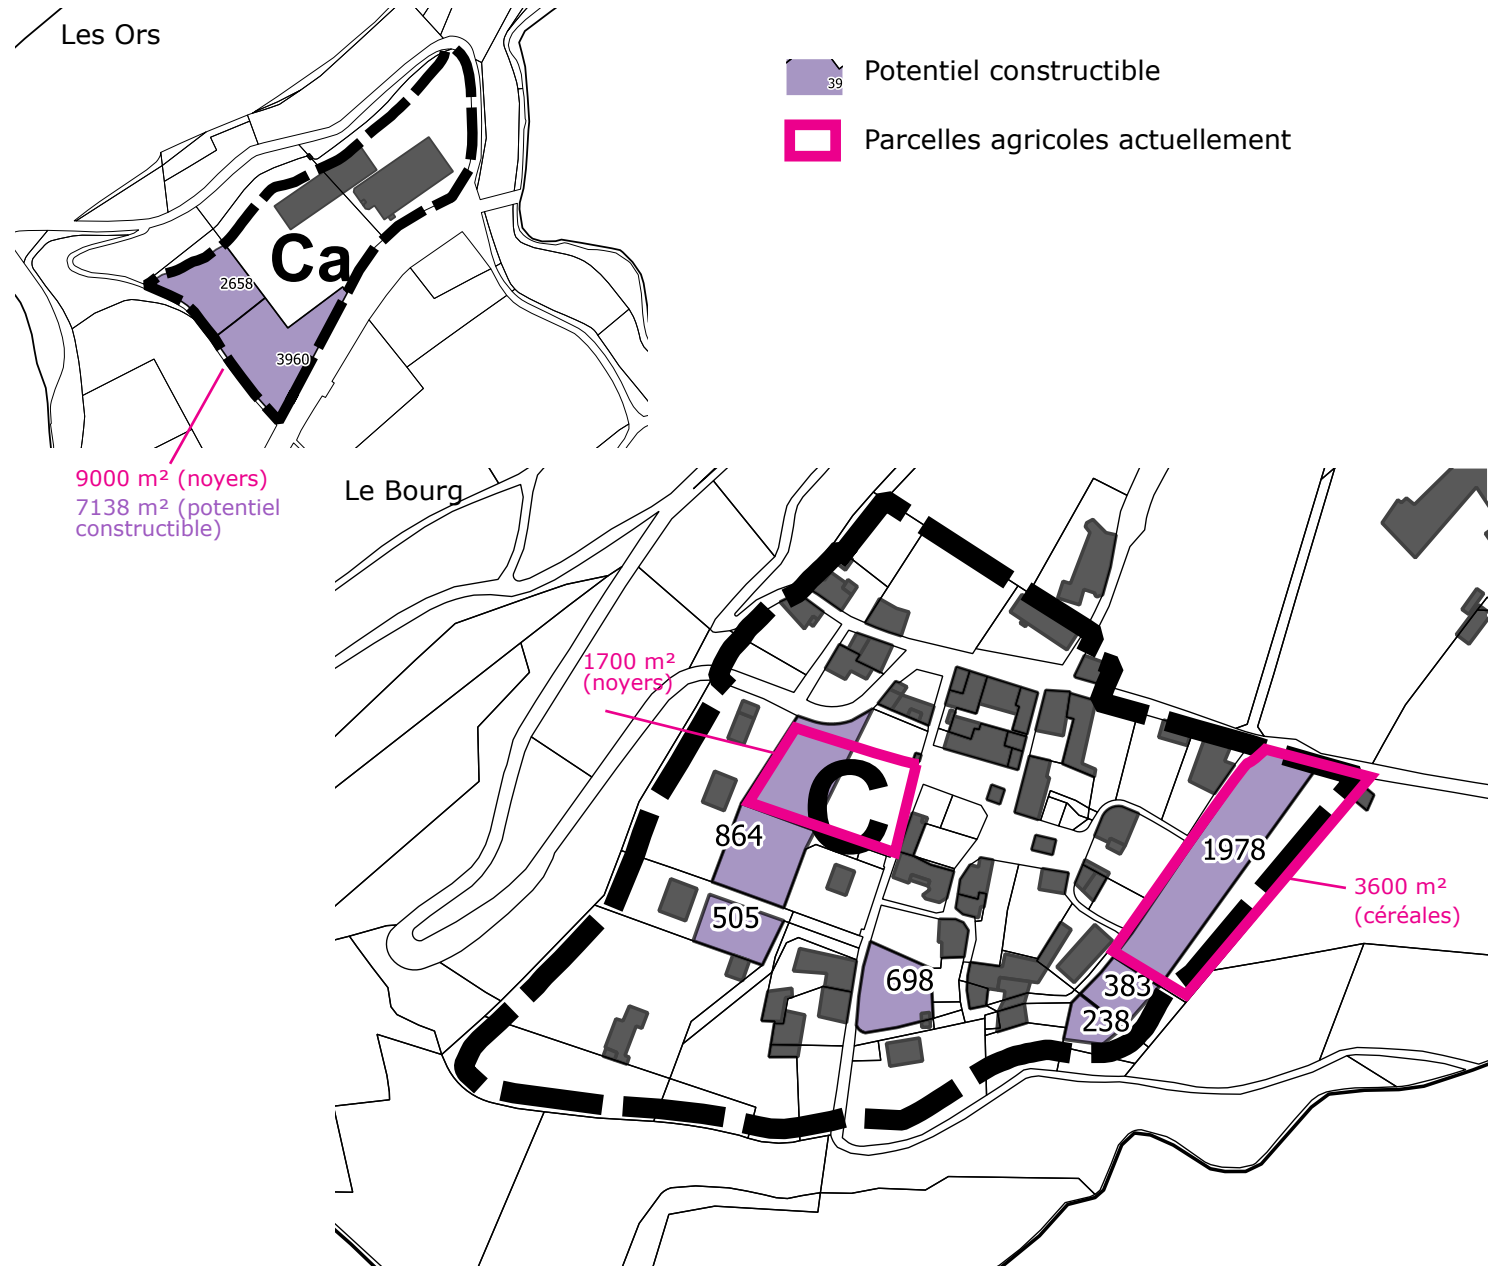 Les Ors
39
Potentiel constructible
Parcelles agricoles actuellement
Ca
2658
3960
9000 m² (noyers)
7138 m² (potentiel
constructible)
Le Bourg
1700 m²
(noyers)
C
864
1978
3600 m²
(céréales)
505
698
383
238